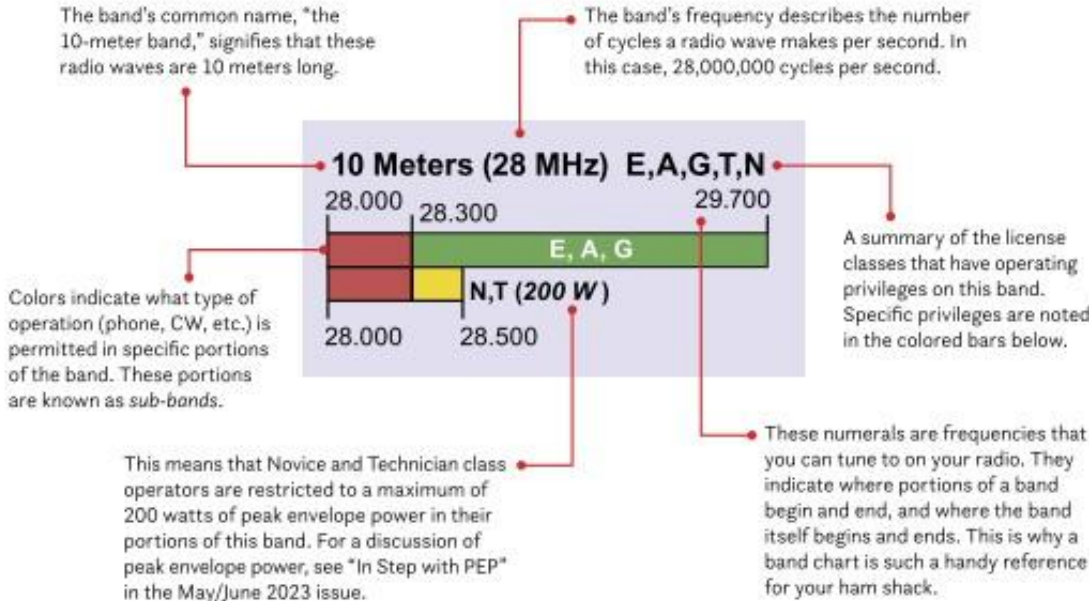 The band's common name, "the
10-meter band," signifies that these
radio waves are 10 meters long.
The band's frequency describes the number
of cycles a radio wave makes per second. In
this case, 28,000,000 cycles per second.
10 Meters (28 MHz) E,A,G,T,N
28.000 28.300 29.700
E, A, G
N,T (200 W)
28.000 28.500
A summary of the license
classes that have operating
privileges on this band.
Specific privileges are noted
in the colored bars below.
Colors indicate what type of
operation (phone, CW, etc.) is
permitted in specific portions
of the band. These portions
are known as sub-bands.
This means that Novice and Technician class
operators are restricted to a maximum of
200 watts of peak envelope power in their
portions of this band. For a discussion of
peak envelope power, see "In Step with PEP"
in the May/June 2023 issue.
These numerals are frequencies that
you can tune to on your radio. They
indicate where portions of a band
begin and end, and where the band
itself begins and ends. This is why a
band chart is such a handy reference
for your ham shack.